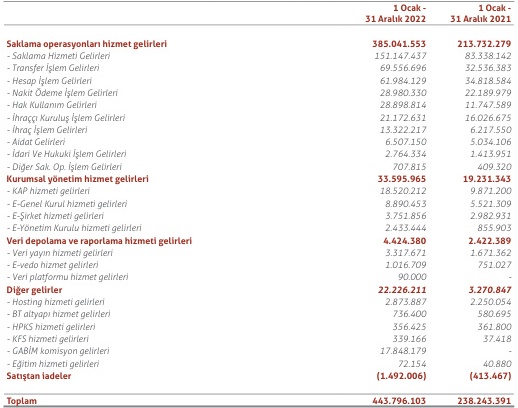 1 Ocak - 1 Ocak -
31 Aralık 2022 31 Aralık 2021
Saklama operasyonları hizmet gelirleri 385.041.553 213.732.279
- Saklama Hizmeti Gelirleri 151.147.437 83.338.142
- Transfer İşlem Gelirleri 69.556.696 32.536.383
- Hesap İşlem Gelirleri 61.984.129 34.818.584
- Nakit Ödeme İşlem Gelirleri 28.980.330 22.189.979
- Hak Kullanım Gelirleri 28.898.814 11.747.589
- İhraççı Kuruluş İşlem Gelirleri 21.172.631 16.026.675
- İhraç İşlem Gelirleri 13.322.217 6.217.550
- Aidat Gelirleri 6.507.150 5.034.106
- İdari Ve Hukuki İşlem Gelirleri 2.764.334 1.413.951
- Diğer Sak. Op. İşlem Gelirleri 707.815 409.320
Kurumsal yönetim hizmet gelirleri 33.595.965 19.231.343
- KAP hizmeti gelirleri 18.520.212 9.871.200
- E-Genel Kurul hizmeti gelirleri 8.890.453 5.521.309
- E-Şirket hizmeti gelirleri 3.751.856 2.982.931
- E-Yönetim Kurulu hizmeti gelirleri 2.433.444 855.903
Veri depolama ve raporlama hizmeti gelirleri 4.424.380 2.422.389
- Veri yayın hizmeti gelirleri 3.317.671 1.671.362
- E-vedo hizmet gelirleri 1.016.709 751.027
- Veri platformu hizmet gelirleri 90.000 -
Diğer gelirler 22.226.211 3.270.847
- Hosting hizmeti gelirleri 2.873.887 2.250.054
- BT altyapı hizmet gelirleri 736.400 580.695
- HPKS hizmeti gelirleri 356.425 361.800
- KFS hizmeti gelirleri 339.166 37.418
- GABİM komisyon gelirleri 17.848.179 -
- Eğitim hizmeti gelirleri 72.154 40.880
Satıştan iadeler (1.492.006) (413.467)
Toplam 443.796.103 238.243.391